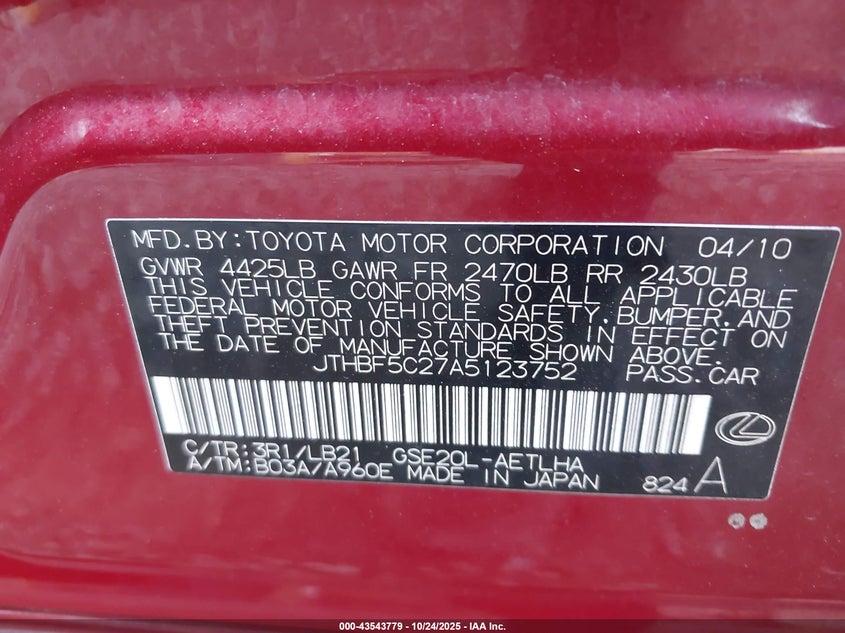 MFD.BY:TOYOTA MOTOR CORPORATION 04/10
GVWR 4425LB GAWR FR 2470LB RR 2430LB
THIS VEHICLE CONFORMS TO ALL APPLICABLE
FEDERAL MOTOR VEHICLE SAFETY,BUMPER,AND
THEFT PREVENTION STANDARDS IN EFFECT ON
THE DATE OF MANUFACTURE SHOWN ABOVE.
JTHBF5C27A5123752 PASS.CAR
C/TR:3R1/LB21 GSE20L-AETLHA
A/TM:B03A/A960E MADE IN JAPAN 824 A
000-43543779 - 10/24/2025 - IAA Inc.